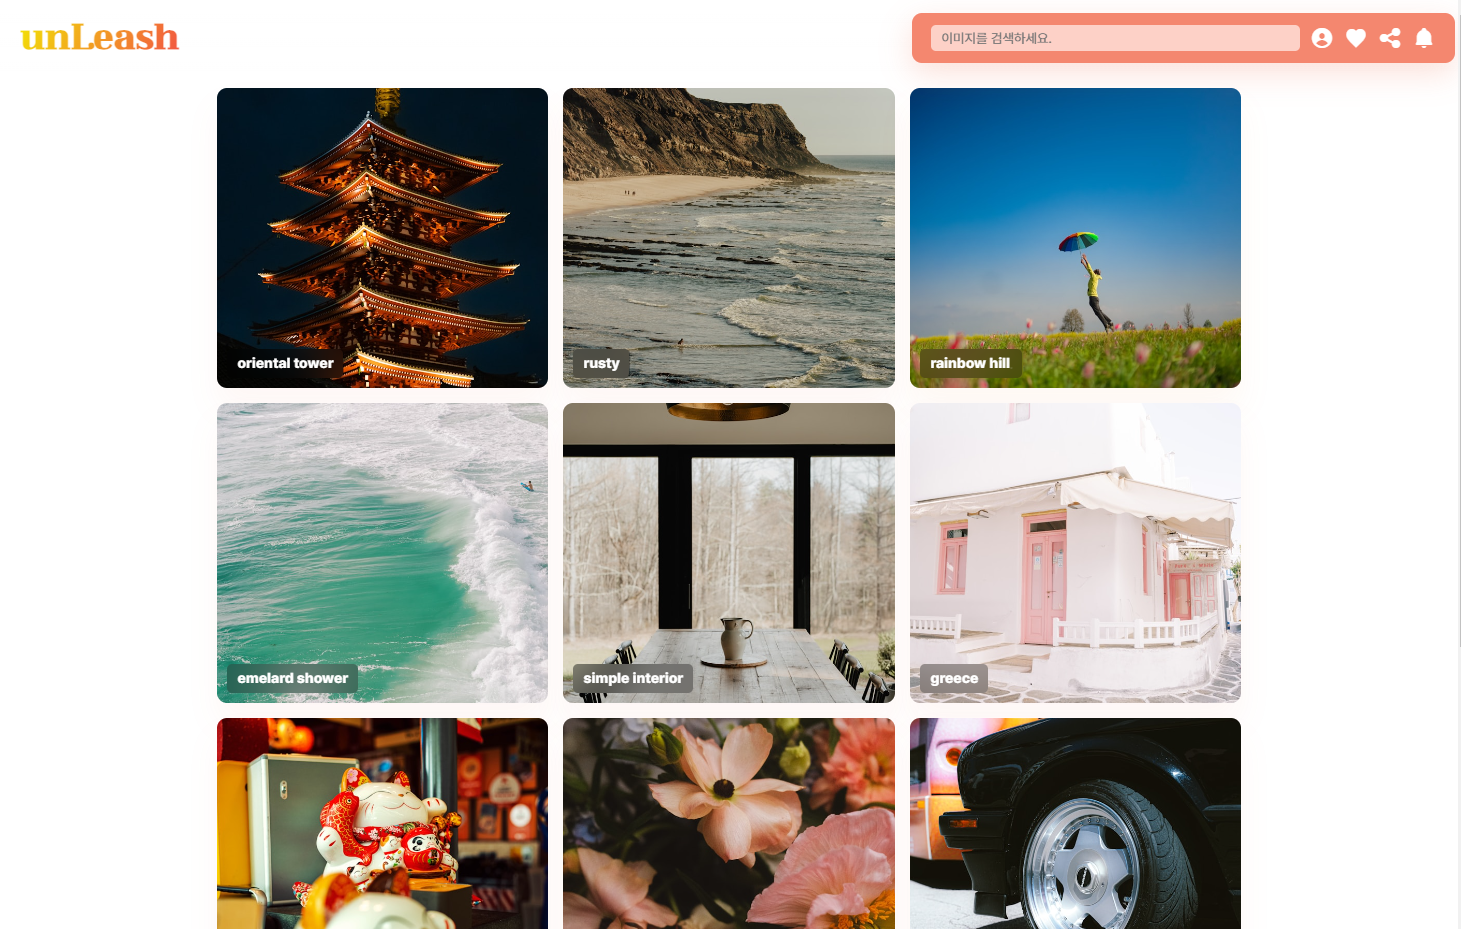 unLeash
이미지를 검색하세요.
oriental tower
rusty
rainbow hill
emelard shower
simple interior
greece